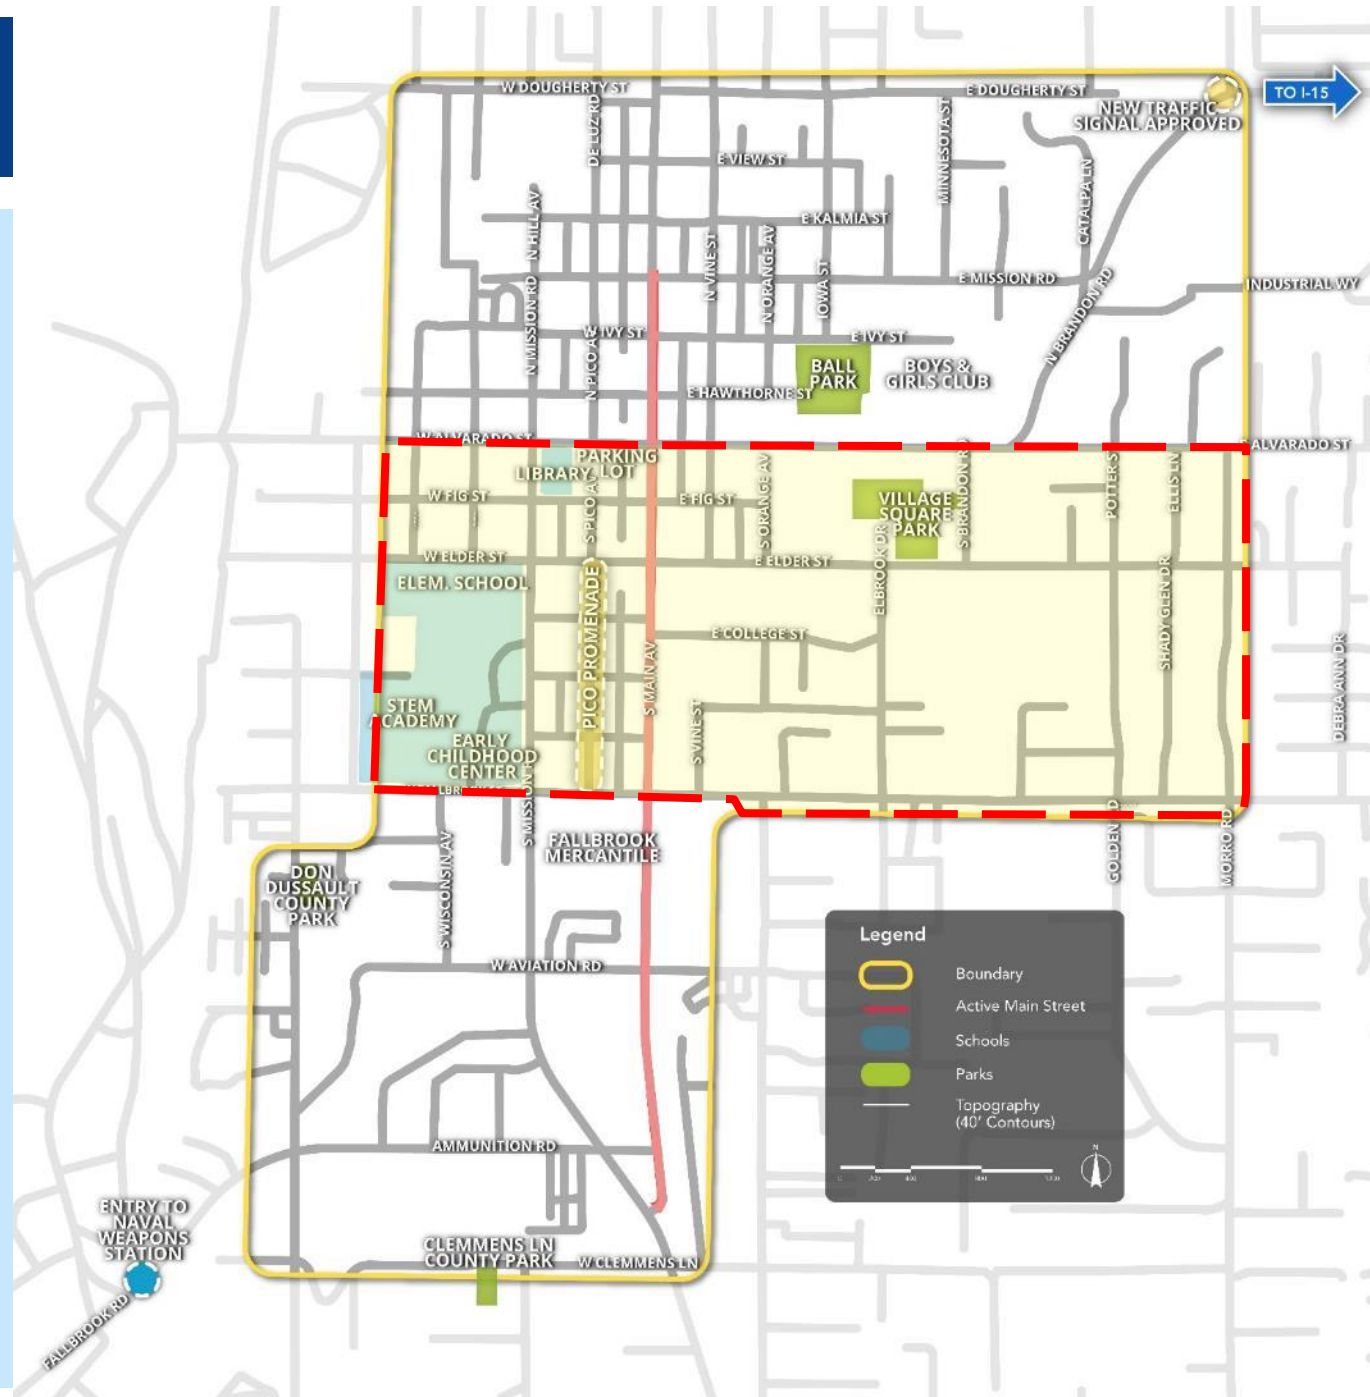 W DOUGHERTY ST
E DOUGHERTY ST
TO I-15
NEW TRAFFIC
SIGNAL APPROVED
DE LUZ RD
E VIEW ST
MINNESOTA ST
CATALPA LN
N HILL AV
E KALMIA ST
N VINE ST
N ORANGE AV
IOWA ST
E MISSION RD
INDUSTRIAL WY
N MISSION RD
N BRANDON RD
W IVY ST
E IVY ST
N PICO AV
BALL
PARK
BOYS &
GIRLS CLUB
E HAWTHORNE ST
W ALVARADO ST
ALVARADO ST
PARKING
LOT
LIBRARY
W FIG ST
E FIG ST
S PICO AV
S ORANGE AV
VILLAGE
SQUARE
PARK
S BRANDON RD
POTTER S
ELLIS LN
W ELDER ST
E ELDER ST
ELEM. SCHOOL
ELBROOK DR
SHADY GLEN DR
PICO PROMENADE
E COLLEGE ST
S MAIN AV
DEBRA ANN DR
STEM
ACADEMY
S VINE ST
EARLY
CHILDHOOD
CENTER
S MISSION
GOLDEN RD
MORRO RD
FALLBROOK
MERCANTILE
DON
DUSSAULT
COUNTY
PARK
S WISCONSIN AV
W AVIATION RD
Legend
Boundary
Active Main Street
Schools
Parks
Topography
(40' Contours)
N
0
AMMUNITION RD
ENTRY TO
NAVAL
WEAPONS
STATION
CLEMMENS LN
COUNTY PARK
W CLEMMENS LN
FALLBROOK RD